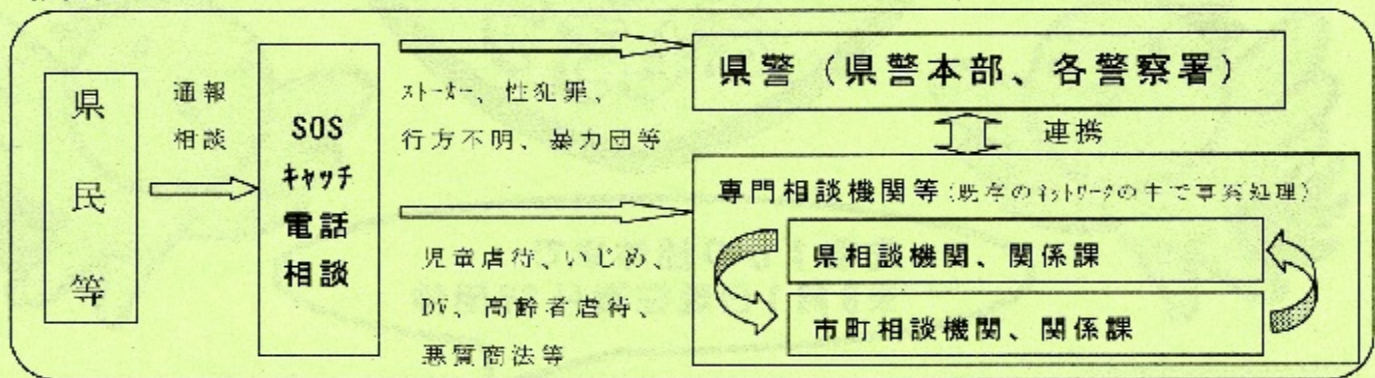 県民等
通報
相談
SOS
ｷｬｯﾁ
電話
相談
ｽﾄｰｶｰ、性犯罪、
行方不明、暴力団等
児童虐待、いじめ、
DV、高齢者虐待、
悪質商法等
県警（県警本部、各警察署）
連携
専門相談機関等（既存のﾈｯﾄﾜｰｸの中で事案処理）
県相談機関、関係課
市町相談機関、関係課